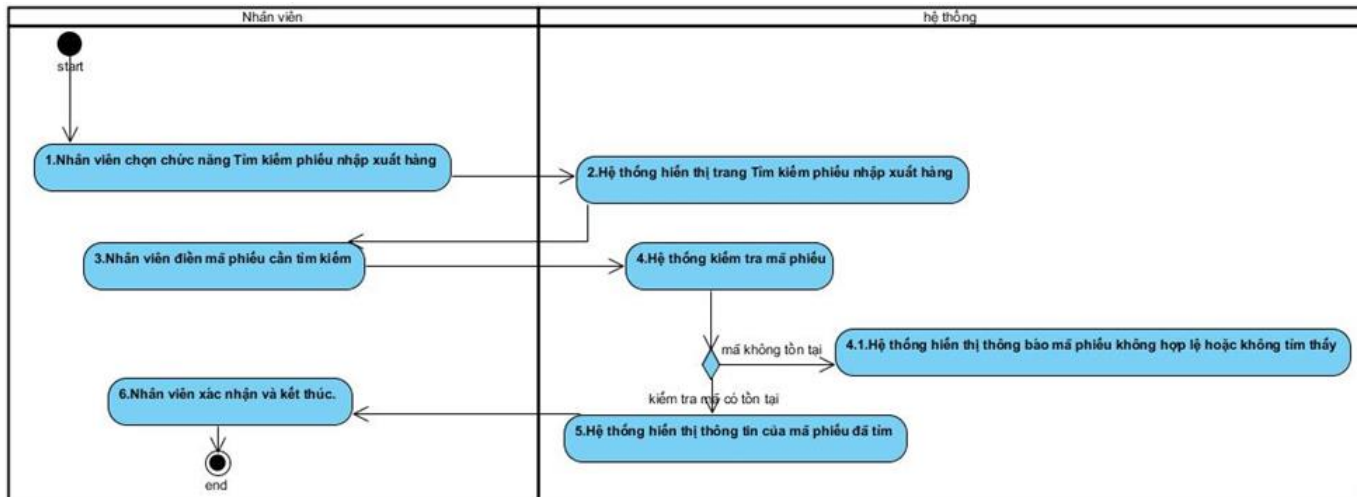 Nhân viên
hệ thống
start
1.Nhân viên chọn chức năng Tìm kiếm phiếu nhập xuất hàng
2.Hệ thống hiển thị trang Tìm kiếm phiếu nhập xuất hàng
3.Nhân viên điền mã phiếu cần tìm kiếm
4.Hệ thống kiểm tra mã phiếu
mã không tồn tại
4.1.Hệ thống hiển thị thông bào mã phiếu không hợp lệ hoặc không tìm thấy
kiểm tra mã có tồn tại
6.Nhân viên xác nhận và kết thúc.
5.Hệ thống hiển thị thông tin của mã phiếu đã tìm
end